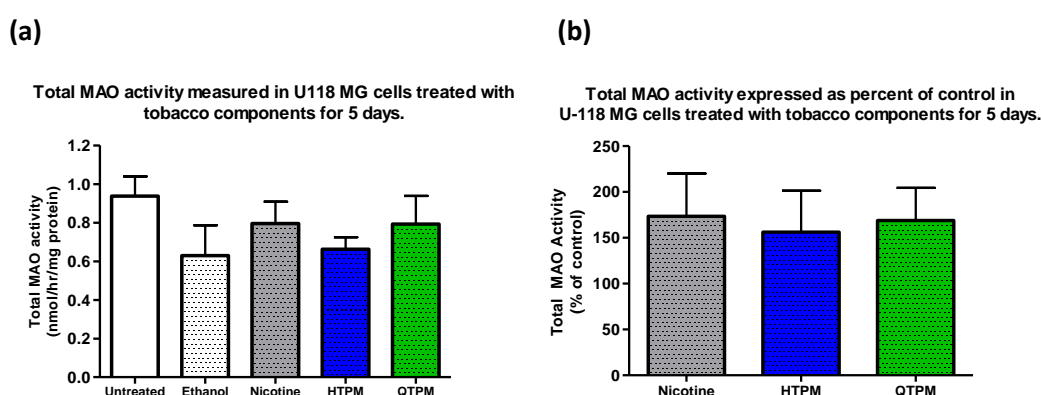 (a)
(b)
Total MAO activity measured in U118 MG cells treated with
tobacco components for 5 days.
Total MAO activity (nmol/hr/mg protein)
1.2
1.0
0.8
0.6
0.4
0.2
0.0
Untreated Ethanol Nicotine HTPM QTPM
Total MAO activity expressed as percent of control in
U-118 MG cells treated with tobacco components for 5 days.
Total MAO Activity
(% of control)
250
200
150
100
50
0
Nicotine HTPM QTPM